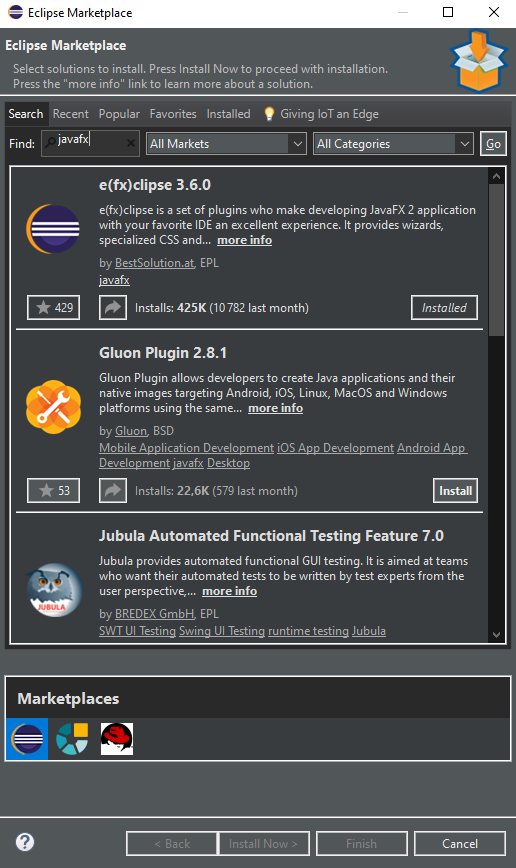 Eclipse Marketplace
Eclipse Marketplace
Select solutions to install. Press Install Now to proceed with installation.
Press the "more info" link to learn more about a solution.
Search Recent Popular Favorites Installed Giving IoT an Edge
Find: javafx All Markets All Categories Go
e(fx)clipse 3.6.0
e(fx)clipse is a set of plugins who make developing JavaFX 2 application
with your favorite IDE an excellent experience. It provides wizards,
specialized CSS and... more info
by BestSolution.at, EPL
javafx
429 Installs: 425K (10 782 last month) Installed
Gluon Plugin 2.8.1
Gluon Plugin allows developers to create Java applications and their
native images targeting Android, iOS, Linux, MacOS and Windows
platforms using the same... more info
by Gluon, BSD
Mobile Application Development iOS App Development Android App
Development javafx Desktop
53 Installs: 22,6K (579 last month) Install
Jubula Automated Functional Testing Feature 7.0
Jubula provides automated functional GUI testing. It is aimed at teams
who want their automated tests to be written by test experts from the
user perspective,... more info
JUBULA
by BREDEX GmbH, EPL
SWT UI Testing Swing UI Testing runtime testing Jubula
Marketplaces
? < Back Install Now > Finish Cancel